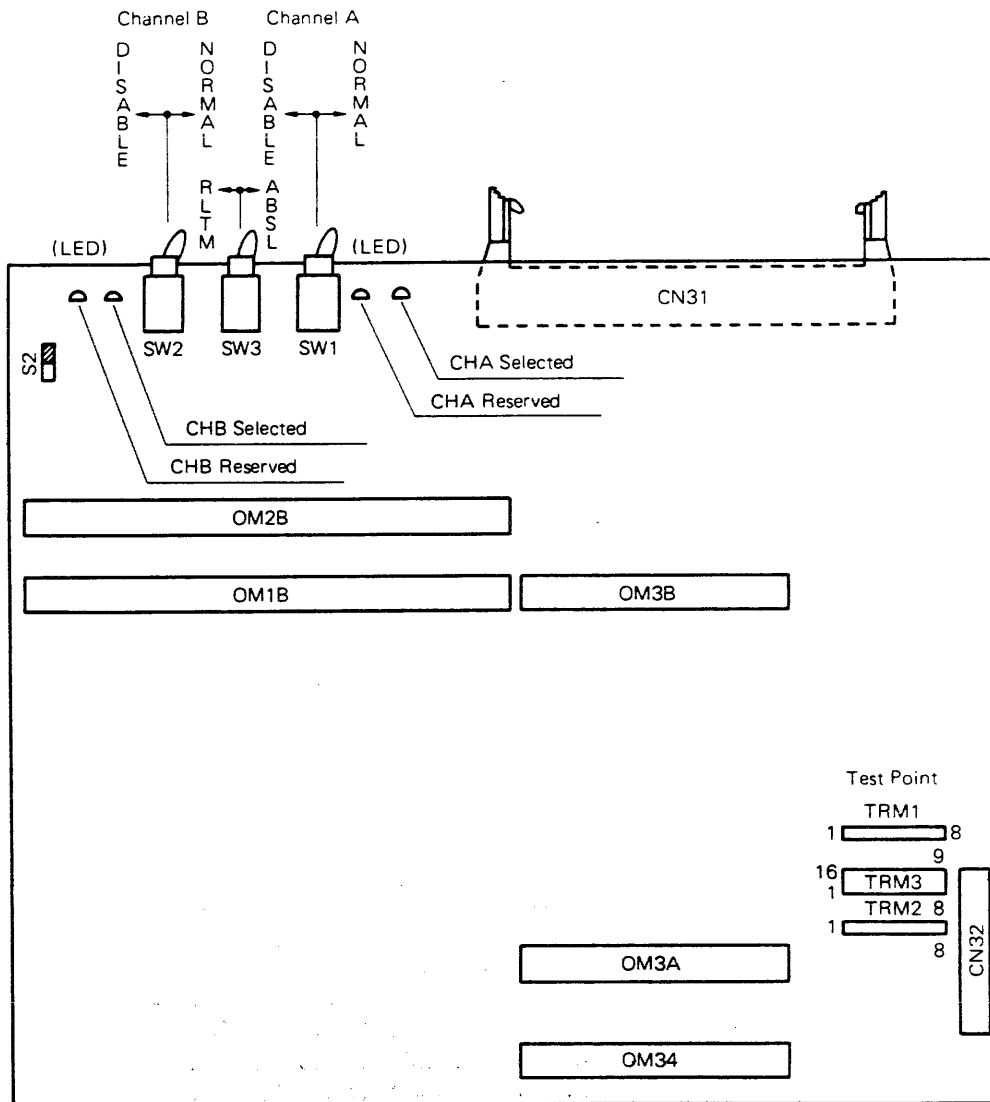 Channel B
Channel A
DISABLE
NORMAL
DISABLE
NORMAL
RLTM
ABSL
(LED)
(LED)
CN31
SW2
SW3
SW1
S2
CHA Selected
CHA Reserved
CHB Selected
CHB Reserved
OM2B
OM1B
OM3B
Test Point
TRM1
1
8
9
16
TRM3
1
TRM2
8
1
8
CN32
OM3A
OM34